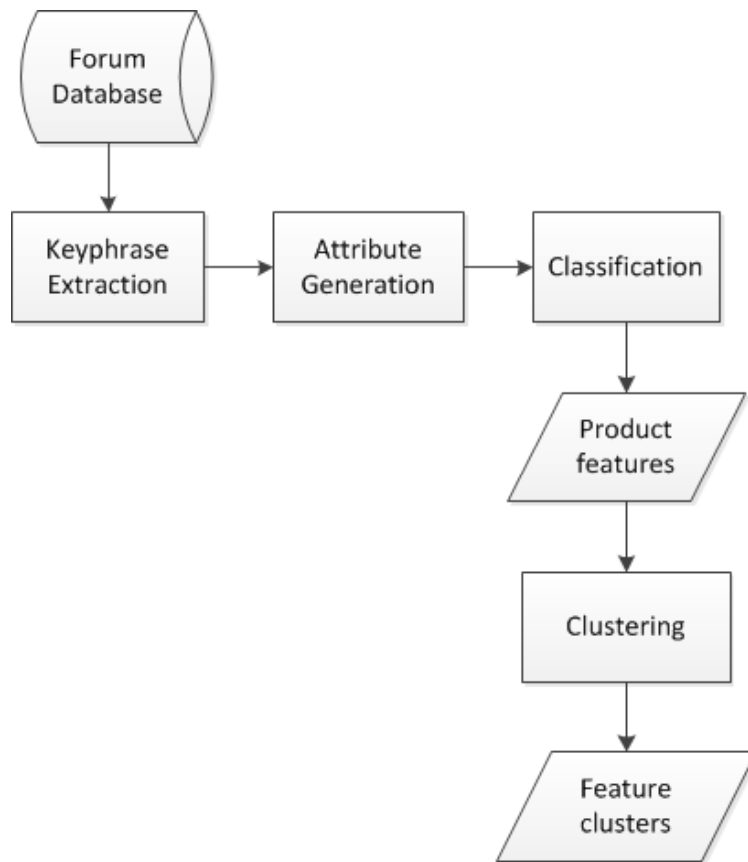 Forum
Database
Keyphrase
Extraction
Attribute
Generation
Classification
Product
features
Clustering
Feature
clusters